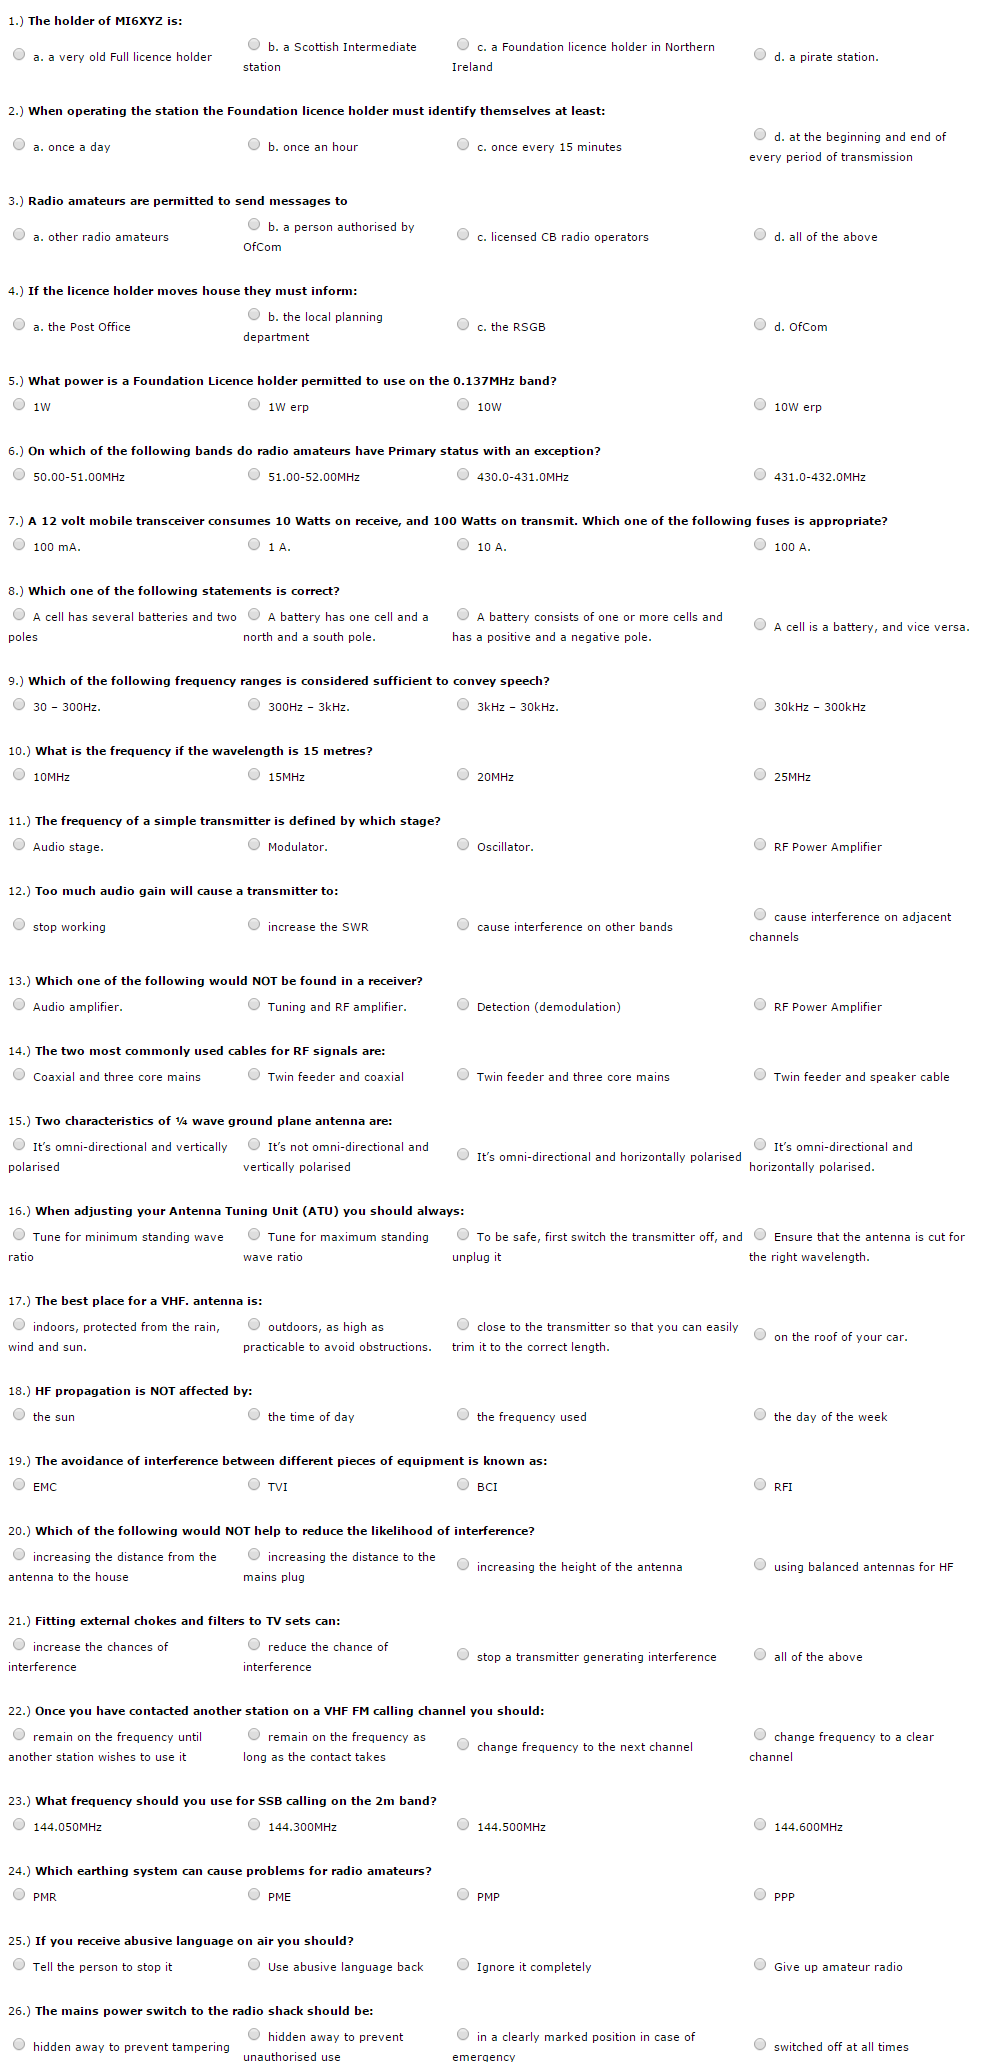 1.) The holder of MI6XYZ is:
a. a very old Full licence holder
b. a Scottish Intermediate
station
c. a Foundation licence holder in Northern
Ireland
d. a pirate station.
2.) When operating the station the Foundation licence holder must identify themselves at least:
a. once a day
b. once an hour
c. once every 15 minutes
d. at the beginning and end of
every period of transmission
3.) Radio amateurs are permitted to send messages to
a. other radio amateurs
b. a person authorised by
OfCom
c. licensed CB radio operators
d. all of the above
4.) If the licence holder moves house they must inform:
a. the Post Office
b. the local planning
department
c. the RSGB
d. OfCom
5.) What power is a Foundation Licence holder permitted to use on the 0.137MHz band?
1W
1W erp
10W
10W erp
6.) On which of the following bands do radio amateurs have Primary status with an exception?
50.00-51.00MHz
51.00-52.00MHz
430.0-431.0MHz
431.0-432.0MHz
7.) A 12 volt mobile transceiver consumes 10 Watts on receive, and 100 Watts on transmit. Which one of the following fuses is appropriate?
100 mA.
1 A.
10 A.
100 A.
8.) Which one of the following statements is correct?
A cell has several batteries and two
poles
A battery has one cell and a
north and a south pole.
A battery consists of one or more cells and
has a positive and a negative pole.
A cell is a battery, and vice versa.
9.) Which of the following frequency ranges is considered sufficient to convey speech?
30 – 300Hz.
300Hz – 3kHz.
3kHz – 30kHz.
30kHz – 300kHz
10.) What is the frequency if the wavelength is 15 metres?
10MHz
15MHz
20MHz
25MHz
11.) The frequency of a simple transmitter is defined by which stage?
Audio stage.
Modulator.
Oscillator.
RF Power Amplifier
12.) Too much audio gain will cause a transmitter to:
stop working
increase the SWR
cause interference on other bands
cause interference on adjacent
channels
13.) Which one of the following would NOT be found in a receiver?
Audio amplifier.
Tuning and RF amplifier.
Detection (demodulation)
RF Power Amplifier
14.) The two most commonly used cables for RF signals are:
Coaxial and three core mains
Twin feeder and coaxial
Twin feeder and three core mains
Twin feeder and speaker cable
15.) Two characteristics of ¼ wave ground plane antenna are:
It’s omni-directional and vertically
polarised
It’s not omni-directional and
vertically polarised
It’s omni-directional and horizontally polarised
It’s omni-directional and
horizontally polarised.
16.) When adjusting your Antenna Tuning Unit (ATU) you should always:
Tune for minimum standing wave
ratio
Tune for maximum standing
wave ratio
To be safe, first switch the transmitter off, and
unplug it
Ensure that the antenna is cut for
the right wavelength.
17.) The best place for a VHF. antenna is:
indoors, protected from the rain,
wind and sun.
outdoors, as high as
practicable to avoid obstructions.
close to the transmitter so that you can easily
trim it to the correct length.
on the roof of your car.
18.) HF propagation is NOT affected by:
the sun
the time of day
the frequency used
the day of the week
19.) The avoidance of interference between different pieces of equipment is known as:
EMC
TVI
BCI
RFI
20.) Which of the following would NOT help to reduce the likelihood of interference?
increasing the distance from the
antenna to the house
increasing the distance to the
mains plug
increasing the height of the antenna
using balanced antennas for HF
21.) Fitting external chokes and filters to TV sets can:
increase the chances of
interference
reduce the chance of
interference
stop a transmitter generating interference
all of the above
22.) Once you have contacted another station on a VHF FM calling channel you should:
remain on the frequency until
another station wishes to use it
remain on the frequency as
long as the contact takes
change frequency to the next channel
change frequency to a clear
channel
23.) What frequency should you use for SSB calling on the 2m band?
144.050MHz
144.300MHz
144.500MHz
144.600MHz
24.) Which earthing system can cause problems for radio amateurs?
PMR
PME
PMP
PPP
25.) If you receive abusive language on air you should?
Tell the person to stop it
Use abusive language back
Ignore it completely
Give up amateur radio
26.) The mains power switch to the radio shack should be:
hidden away to prevent tampering
hidden away to prevent
unauthorised use
in a clearly marked position in case of
emergency
switched off at all times